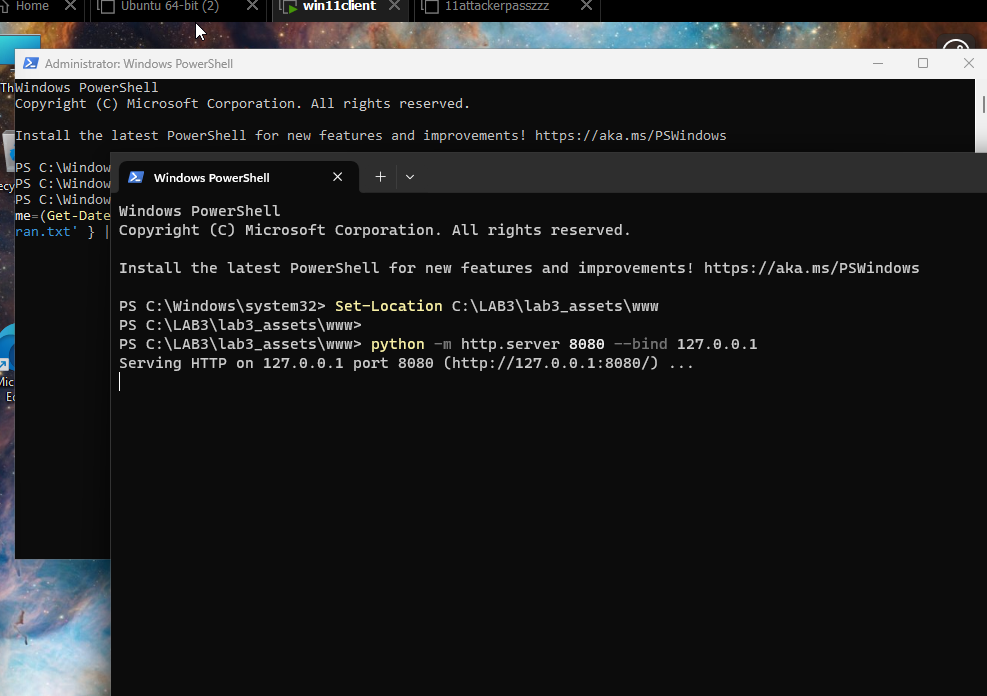 Home
Ubuntu 64-bit (2)
win11client
11attackerpasszzz
Administrator: Windows PowerShell
Th
Windows PowerShell
Copyright (C) Microsoft Corporation. All rights reserved.
Install the latest PowerShell for new features and improvements! https://aka.ms/PSWindows
PS C:\Window
PS C:\Window
ecy
PS C:\Window
me=(Get-Date
ran.txt' } |
Mic
Ec
Windows PowerShell
Windows PowerShell
Copyright (C) Microsoft Corporation. All rights reserved.
Install the latest PowerShell for new features and improvements! https://aka.ms/PSWindows
PS C:\Windows\system32> Set-Location C:\LAB3\lab3_assets\www
PS C:\LAB3\lab3_assets\www>
PS C:\LAB3\lab3_assets\www> python -m http.server 8080 --bind 127.0.0.1
Serving HTTP on 127.0.0.1 port 8080 (http://127.0.0.1:8080/) ...